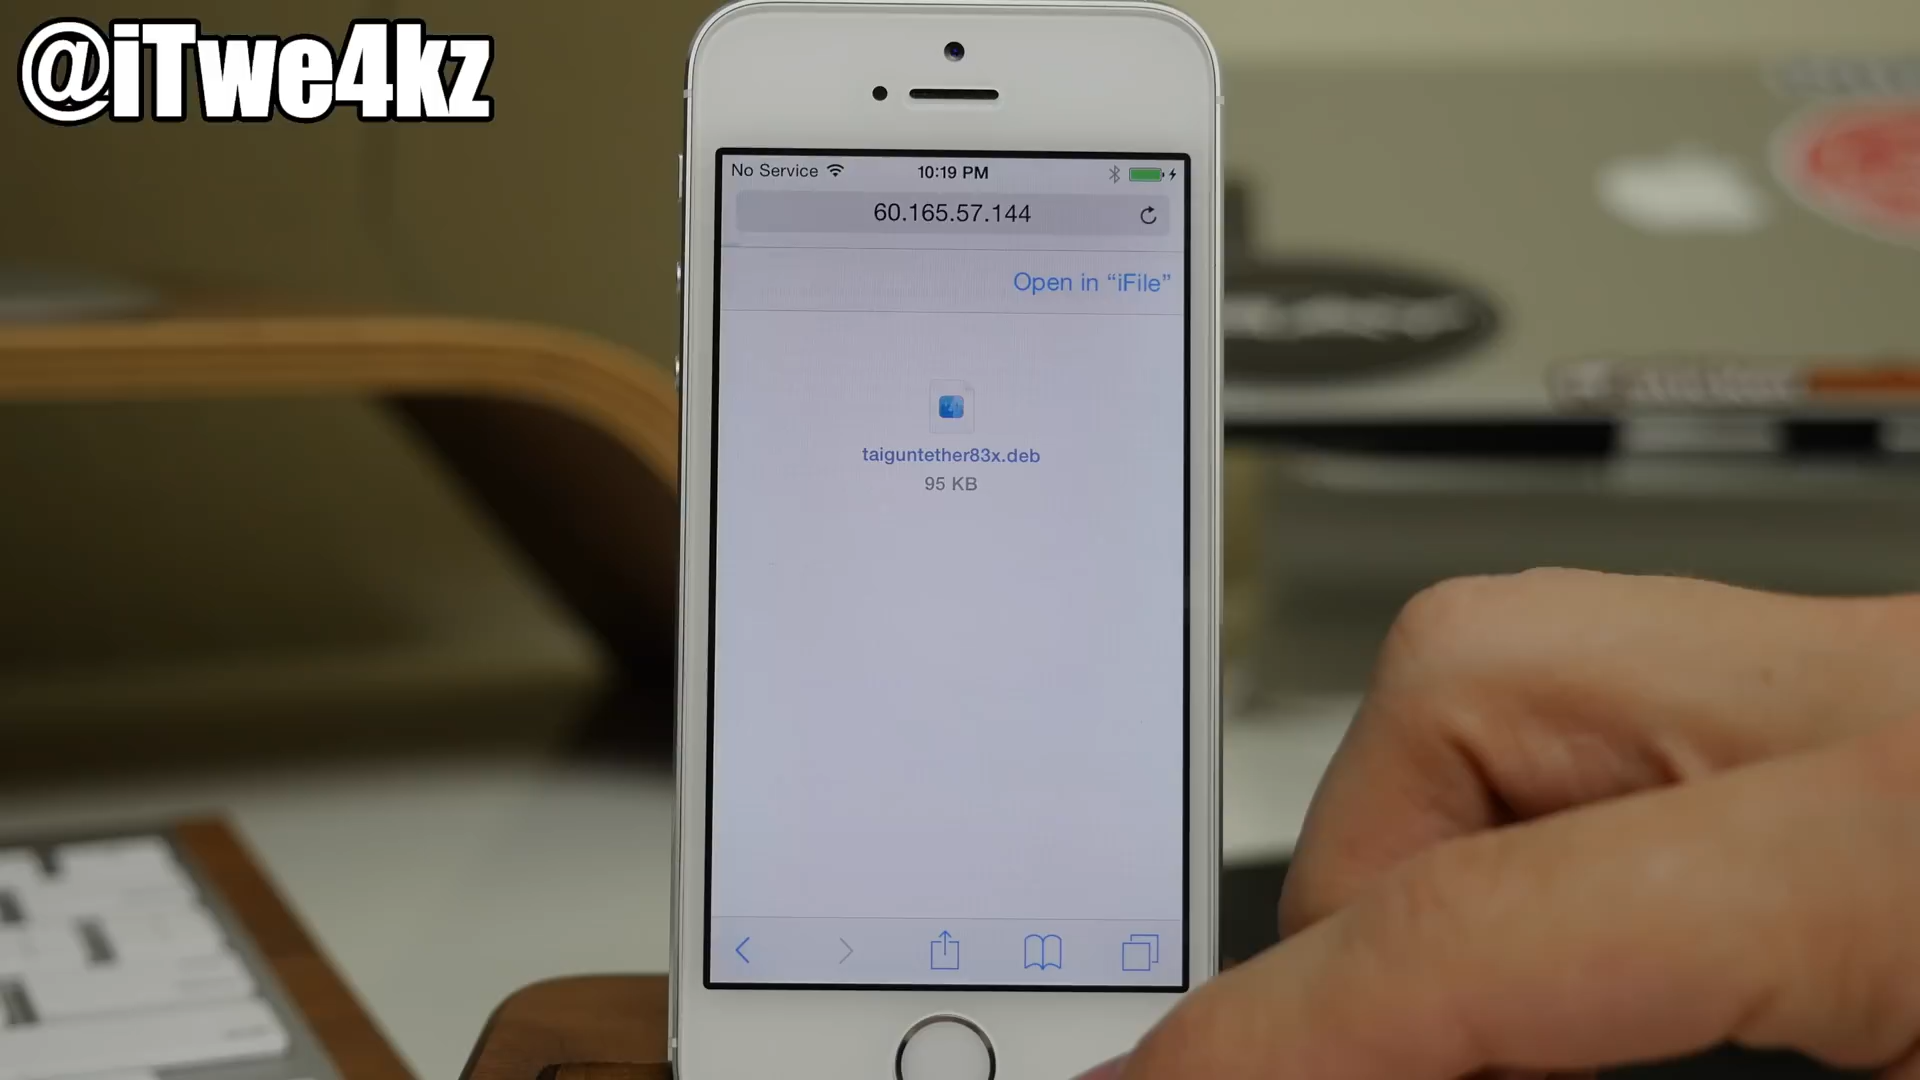 @iTwe4kz
No Service
10:19 PM
60.165.57.144
Open in “iFile”
taiguntether83x.deb
95 KB